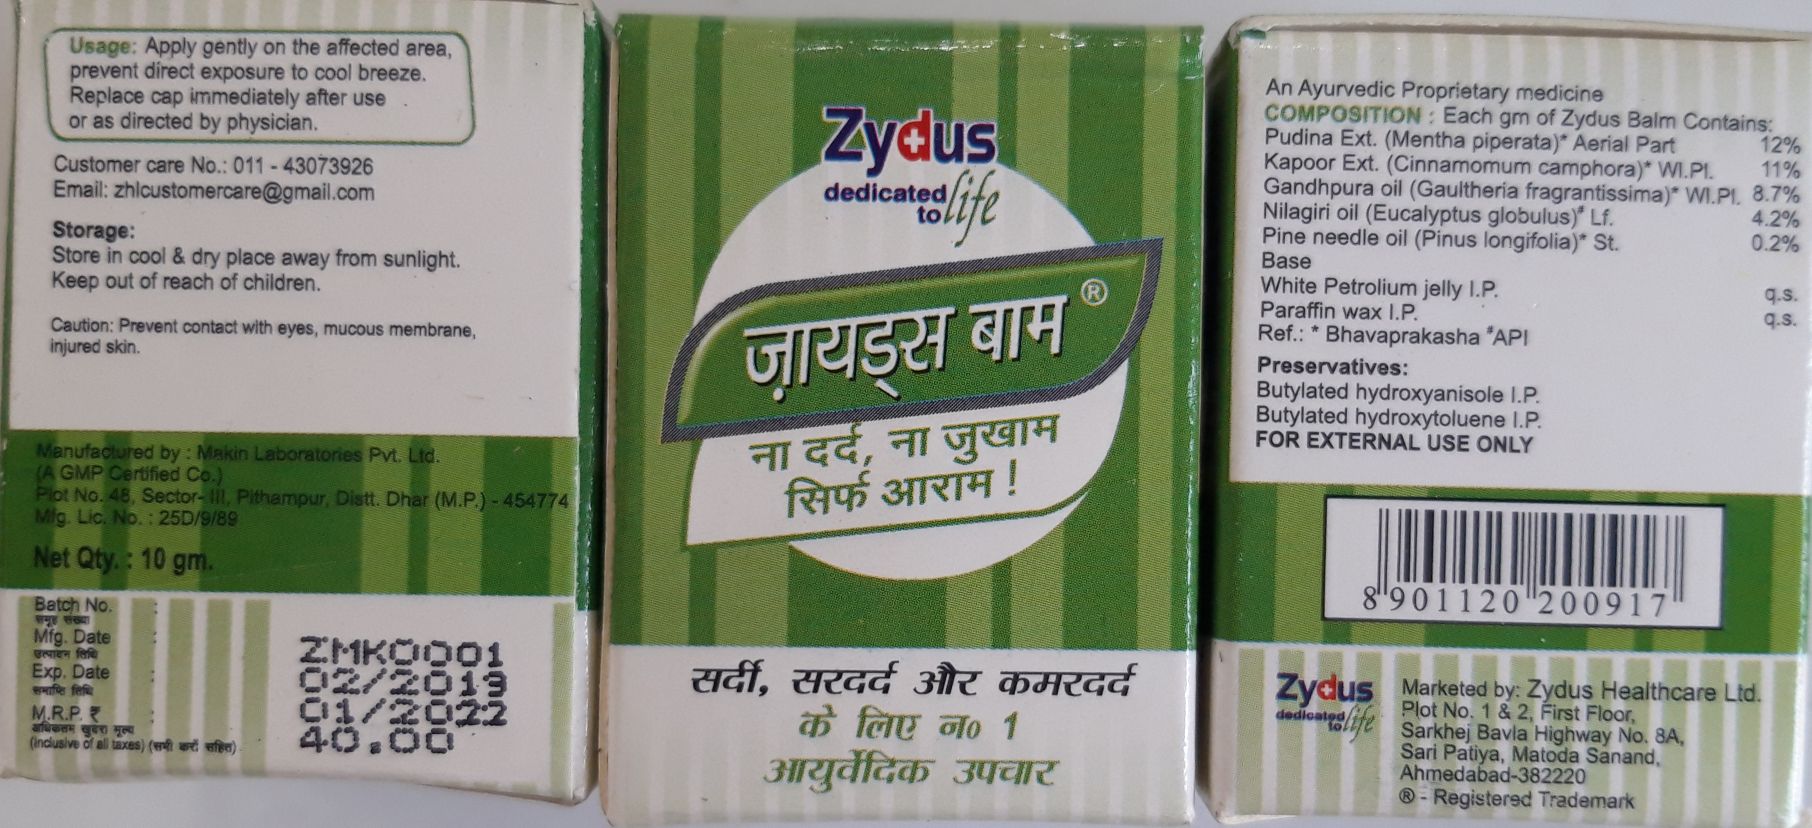 Usage: Apply gently on the affected area,
prevent direct exposure to cool breeze.
Replace cap immediately after use
or as directed by physician.
Customer care No.: 011 - 43073926
Email: zhlcustomercare@gmail.com
Storage:
Store in cool & dry place away from sunlight.
Keep out of reach of children.
Caution: Prevent contact with eyes, mucous membrane,
injured skin.
Manufactured by : Makin Laboratories Pvt. Ltd.
(A GMP Certified Co.)
Plot No. 48, Sector- III, Pithampur, Distt. Dhar (M.P.) - 454774
Mfg. Lic. No. : 25D/9/89
Net Qty. : 10 gm.
Batch No. : ZMK0001
समूह संख्या
Mfg. Date : 02/2019
उत्पादन तिथि
Exp. Date : 01/2022
समाप्ति तिथि
M.R.P. ₹ : 40.00
अधिकतम खुदरा मूल्य
(inclusive of all taxes) (सभी करों सहित)
Zydus
dedicated
to life
ज़ायड्स बाम ®
ना दर्द, ना जुखाम
सिर्फ आराम !
सर्दी, सरदर्द और कमरदर्द
के लिए न० 1
आयुर्वेदिक उपचार
An Ayurvedic Proprietary medicine
COMPOSITION : Each gm of Zydus Balm Contains:
Pudina Ext. (Mentha piperata)* Aerial Part 12%
Kapoor Ext. (Cinnamomum camphora)* Wl.Pl. 11%
Gandhpura oil (Gaultheria fragrantissima)* Wl.Pl. 8.7%
Nilagiri oil (Eucalyptus globulus)# Lf. 4.2%
Pine needle oil (Pinus longifolia)* St. 0.2%
Base
White Petrolium jelly I.P. q.s.
Paraffin wax I.P. q.s.
Ref.: * Bhavaprakasha #API
Preservatives:
Butylated hydroxyanisole I.P.
Butylated hydroxytoluene I.P.
FOR EXTERNAL USE ONLY
8 901120 200917
Zydus
dedicated
to life
Marketed by: Zydus Healthcare Ltd.
Plot No. 1 & 2, First Floor,
Sarkhej Bavla Highway No. 8A,
Sari Patiya, Matoda Sanand,
Ahmedabad-382220
® - Registered Trademark